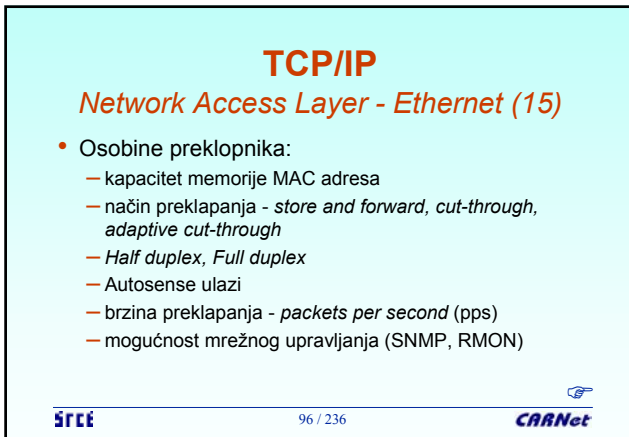 TCP/IP
Network Access Layer - Ethernet (15)
• Osobine preklopnika:
– kapacitet memorije MAC adresa
– način preklapanja - store and forward, cut-through,
adaptive cut-through
– Half duplex, Full duplex
– Autosense ulazi
– brzina preklapanja - packets per second (pps)
– mogućnost mrežnog upravljanja (SNMP, RMON)
Srce
96 / 236
CARNet